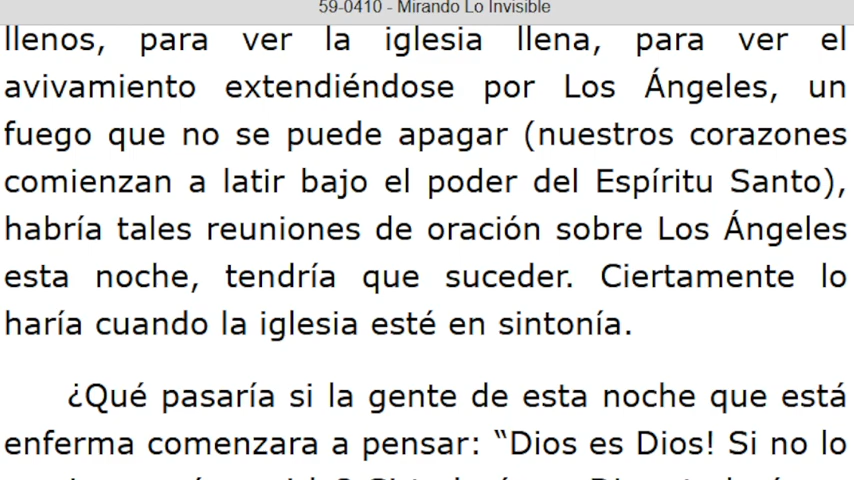 59-0410 - Mirando Lo Invisible
llenos, para ver la iglesia llena, para ver el
avivamiento extendiéndose por Los Ángeles, un
fuego que no se puede apagar (nuestros corazones
comienzan a latir bajo el poder del Espíritu Santo),
habría tales reuniones de oración sobre Los Ángeles
esta noche, tendría que suceder. Ciertamente lo
haría cuando la iglesia esté en sintonía.
¿Qué pasaría si la gente de esta noche que está
enferma comenzara a pensar: “Dios es Dios! Si no lo